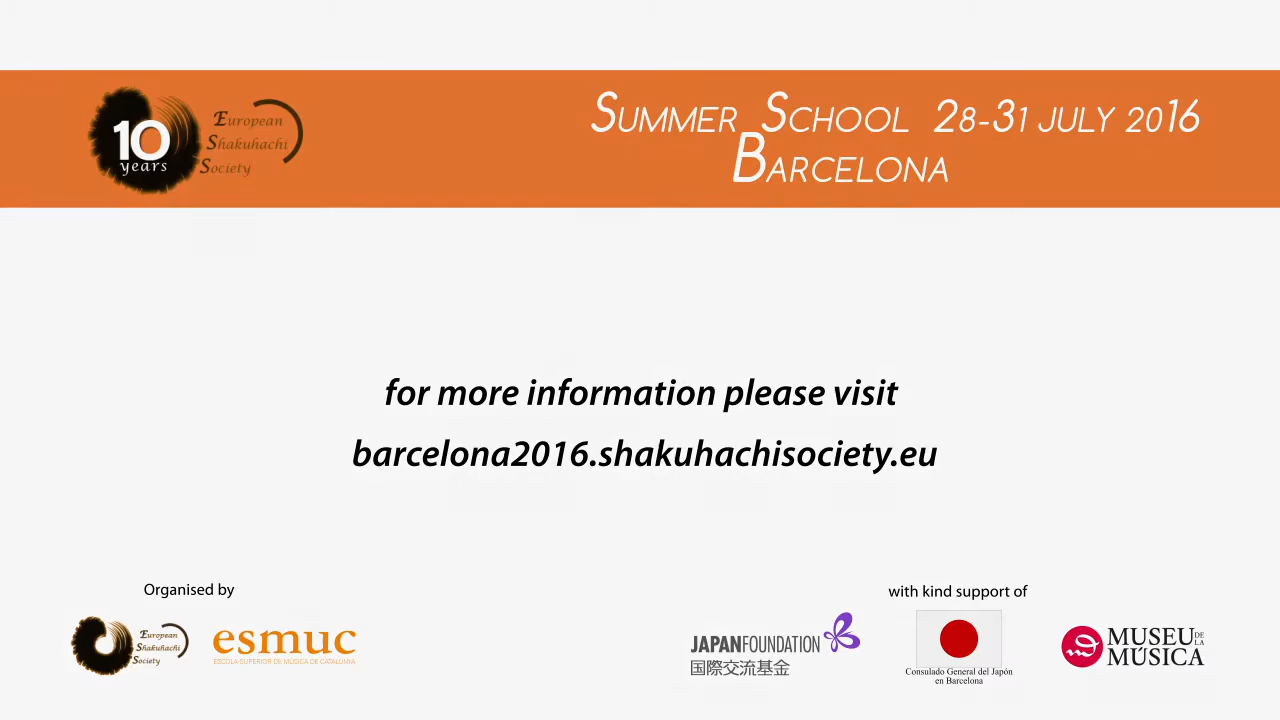 10
years
European
Shakuhachi
Society
SUMMER SCHOOL 28-31 JULY 2016
BARCELONA
for more information please visit
barcelona2016.shakuhachisociety.eu
Organised by
European
Shakuhachi
Society
esmuc
ESCOLA SUPERIOR DE MÚSICA DE CATALUNYA
with kind support of
JAPANFOUNDATION
国際交流基金
Consulado General del Japón
en Barcelona
MUSEU DE LA
MÚSICA